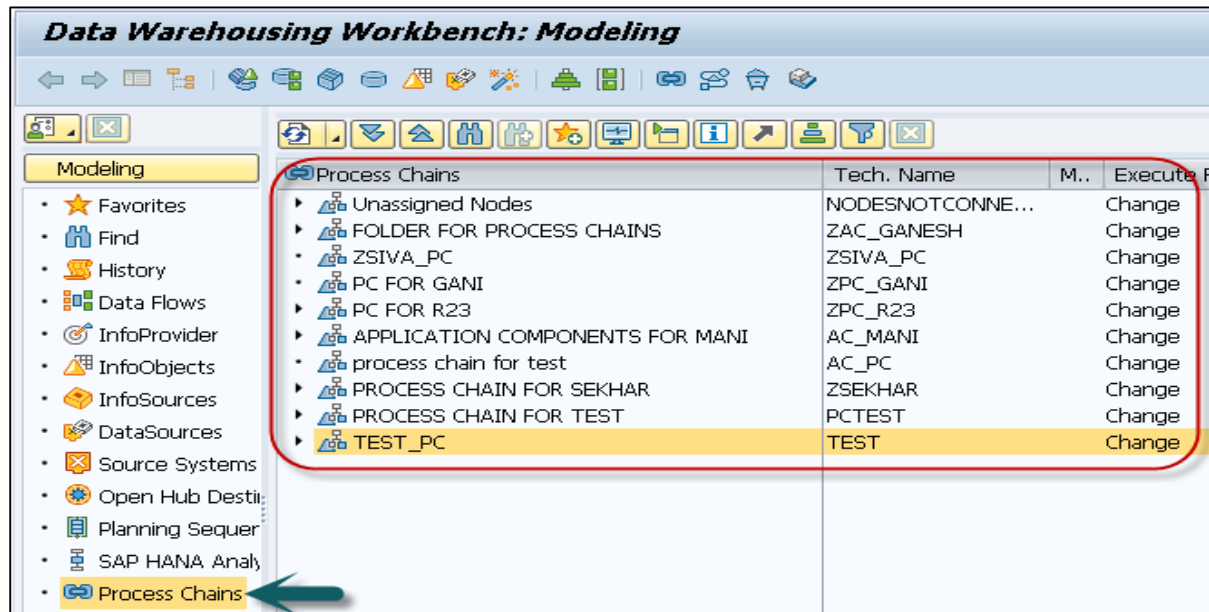 Data Warehousing Workbench: Modeling
Modeling
Favorites
Find
History
Data Flows
InfoProvider
InfoObjects
InfoSources
DataSources
Source Systems
Open Hub Desti
Planning Sequer
SAP HANA Analy
Process Chains
Process Chains Tech. Name M.. Execute F
Unassigned Nodes NODESNOTCONNE... Change
FOLDER FOR PROCESS CHAINS ZAC_GANESH Change
ZSIVA_PC ZSIVA_PC Change
PC FOR GANI ZPC_GANI Change
PC FOR R23 ZPC_R23 Change
APPLICATION COMPONENTS FOR MANI AC_MANI Change
process chain for test AC_PC Change
PROCESS CHAIN FOR SEKHAR ZSEKHAR Change
PROCESS CHAIN FOR TEST PCTEST Change
TEST_PC TEST Change